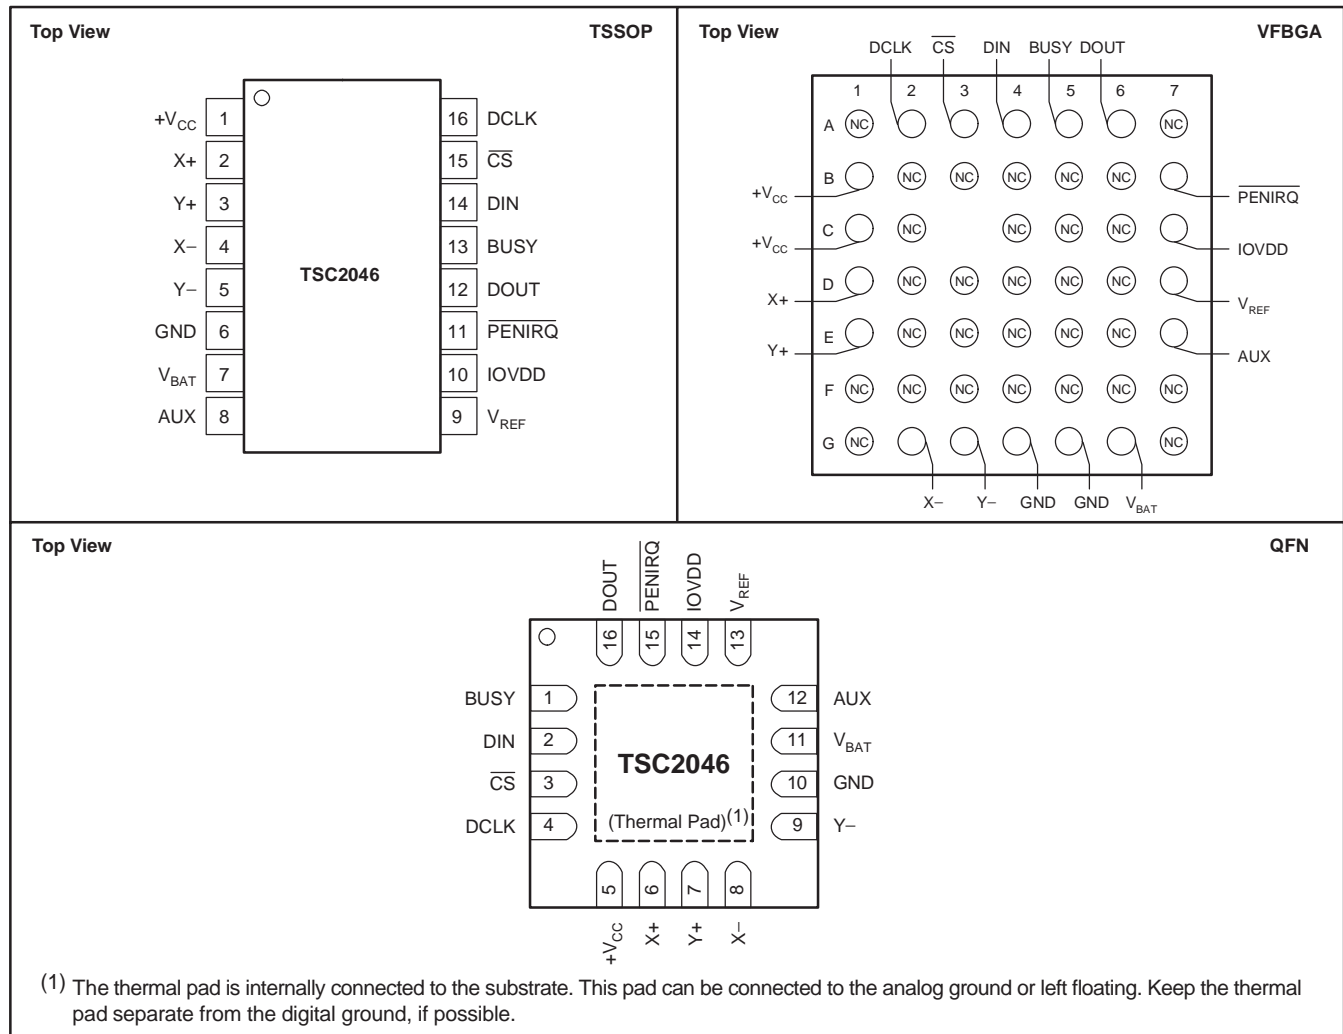 Top View TSSOP
+VCC 1 16 DCLK
X+ 2 15 CS
Y+ 3 14 DIN
X− 4 13 BUSY
TSC2046
Y− 5 12 DOUT
GND 6 11 PENIRQ
VBAT 7 10 IOVDD
AUX 8 9 VREF
Top View VFBGA
DCLK CS DIN BUSY DOUT
1 2 3 4 5 6 7
A NC NC
B NC NC NC NC NC
+VCC PENIRQ
C NC NC NC NC
+VCC IOVDD
D NC NC NC NC NC
X+ VREF
E NC NC NC NC NC
Y+ AUX
F NC NC NC NC NC NC NC
G NC NC
X− Y− GND GND VBAT
Top View QFN
DOUT PENIRQ IOVDD VREF
16 15 14 13
BUSY 1 12 AUX
DIN 2 11 VBAT
TSC2046
CS 3 10 GND
DCLK 4 (Thermal Pad)(1) 9 Y−
5 6 7 8
+VCC X+ Y+ X−
(1) The thermal pad is internally connected to the substrate. This pad can be connected to the analog ground or left floating. Keep the thermal
pad separate from the digital ground, if possible.